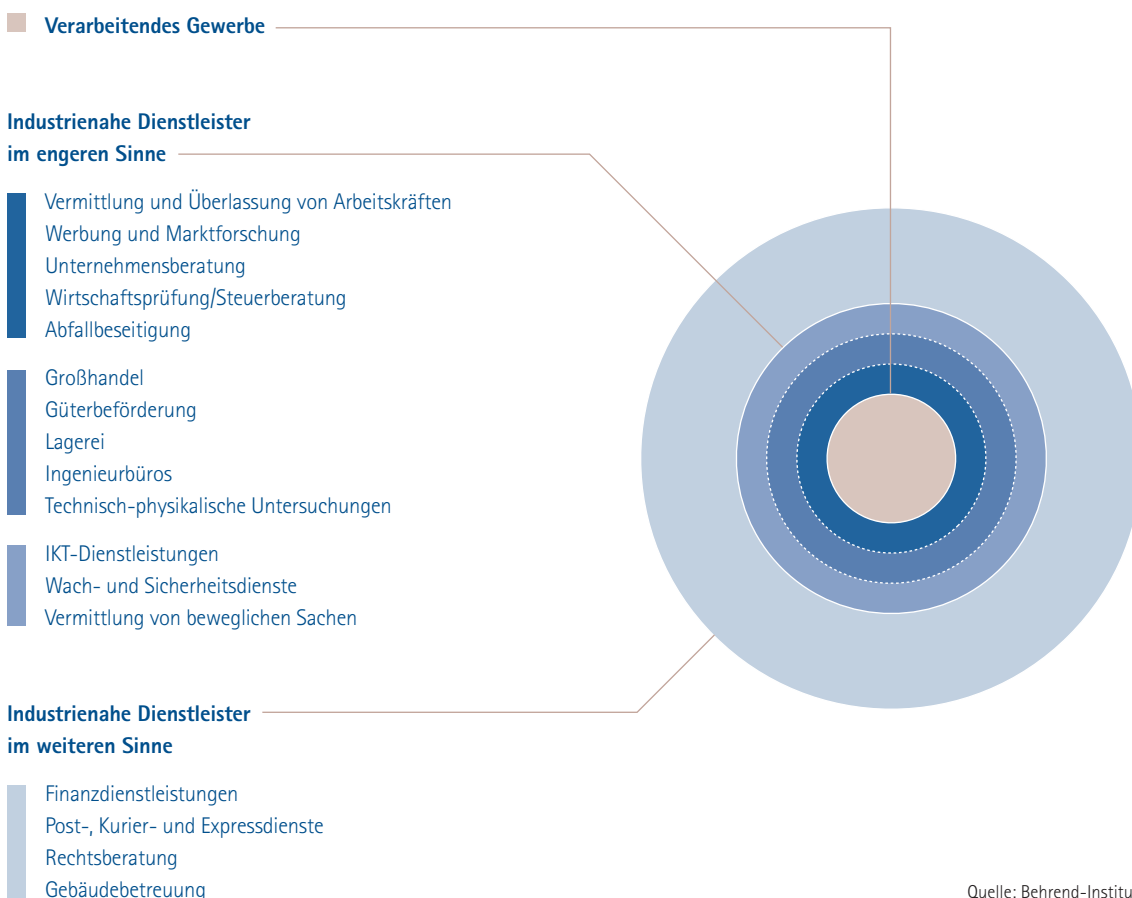 Verarbeitendes Gewerbe
Industrienahe Dienstleister
im engeren Sinne
Vermittlung und Überlassung von Arbeitskräften
Werbung und Marktforschung
Unternehmensberatung
Wirtschaftsprüfung/Steuerberatung
Abfallbeseitigung
Großhandel
Güterbeförderung
Lagerei
Ingenieurbüros
Technisch-physikalische Untersuchungen
IKT-Dienstleistungen
Wach- und Sicherheitsdienste
Vermittlung von beweglichen Sachen
Industrienahe Dienstleister
im weiteren Sinne
Finanzdienstleistungen
Post-, Kurier- und Expressdienste
Rechtsberatung
Gebäudebetreuung
Quelle: Behrend-Institu